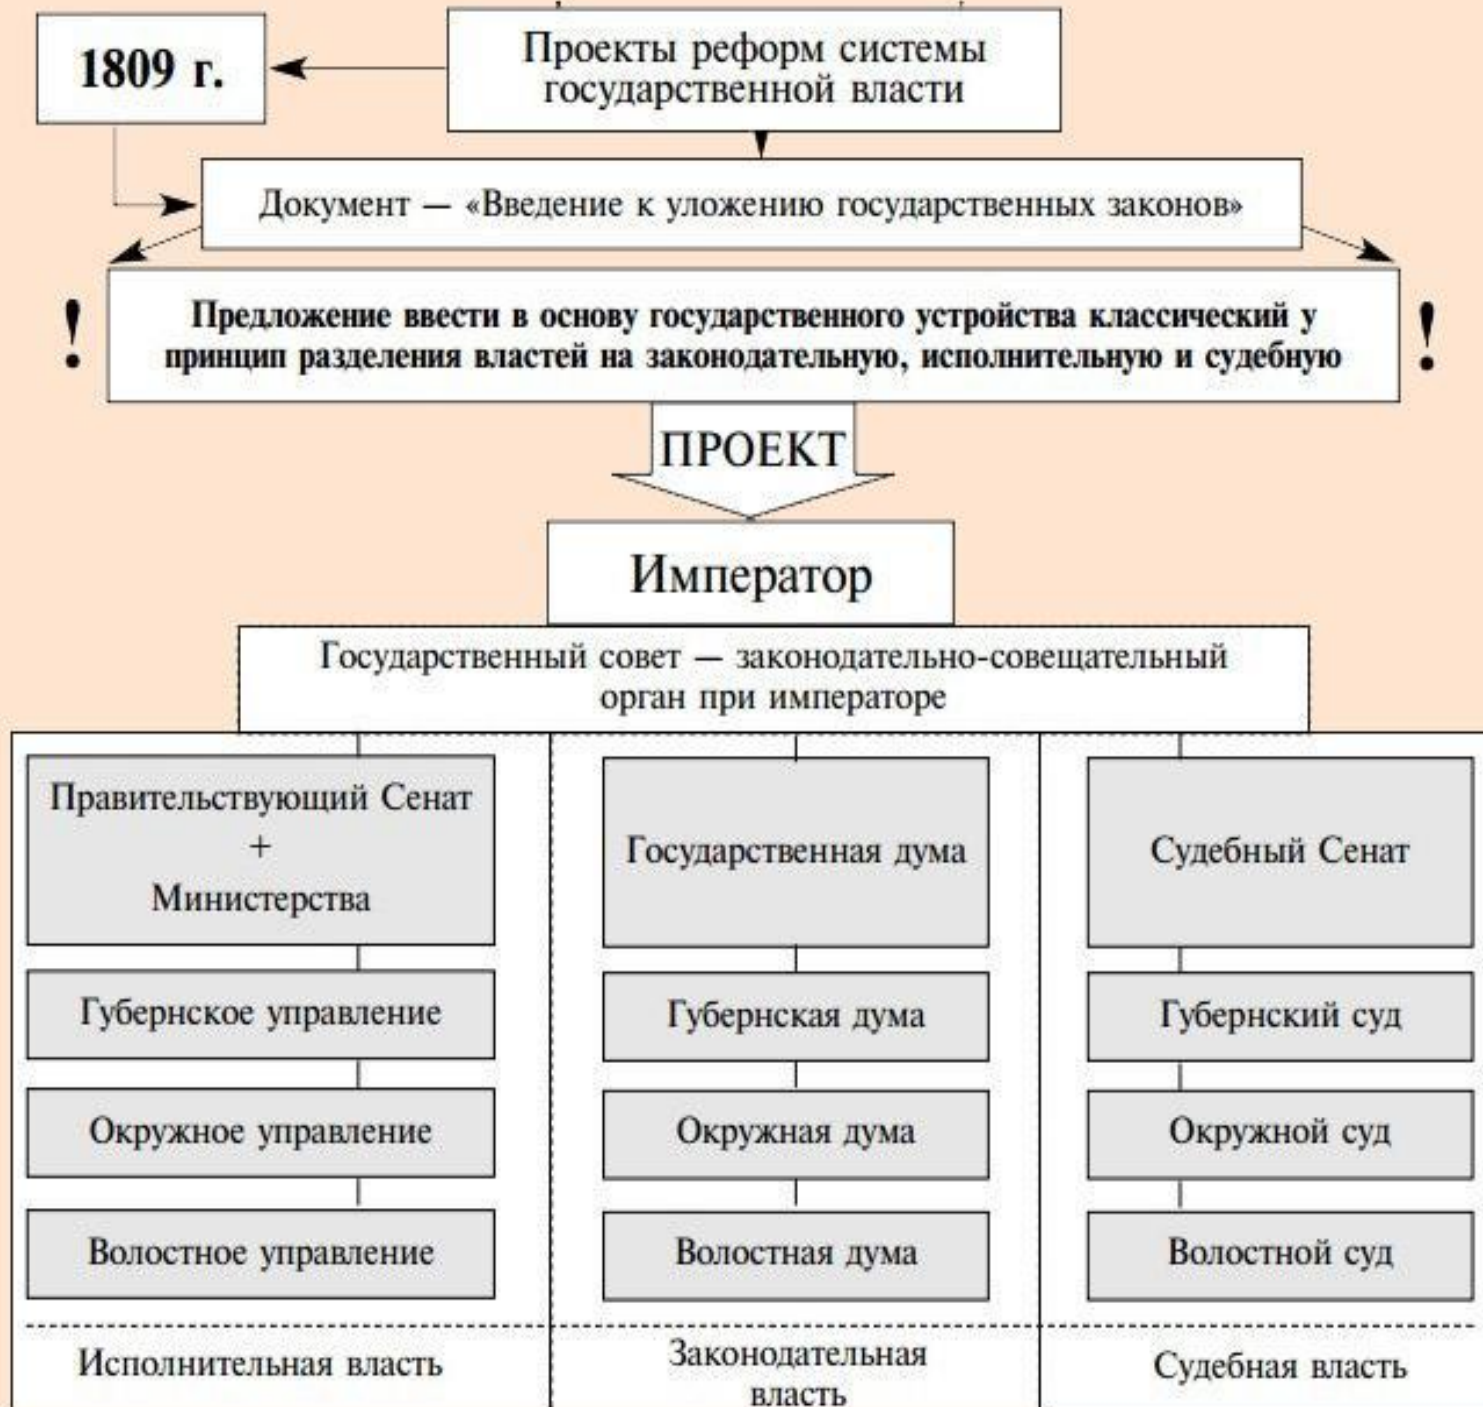 1809 г.
Проекты реформ системы
государственной власти
Документ — «Введение к уложению государственных законов»
!
Предложение ввести в основу государственного устройства классический у
принцип разделения властей на законодательную, исполнительную и судебную
!
ПРОЕКТ
Император
Государственный совет — законодательно-совещательный
орган при императоре
Правительствующий Сенат
+
Министерства
Губернское управление
Окружное управление
Волостное управление
Исполнительная власть
Государственная дума
Губернская дума
Окружная дума
Волостная дума
Законодательная
власть
Судебный Сенат
Губернский суд
Окружной суд
Волостной суд
Судебная власть